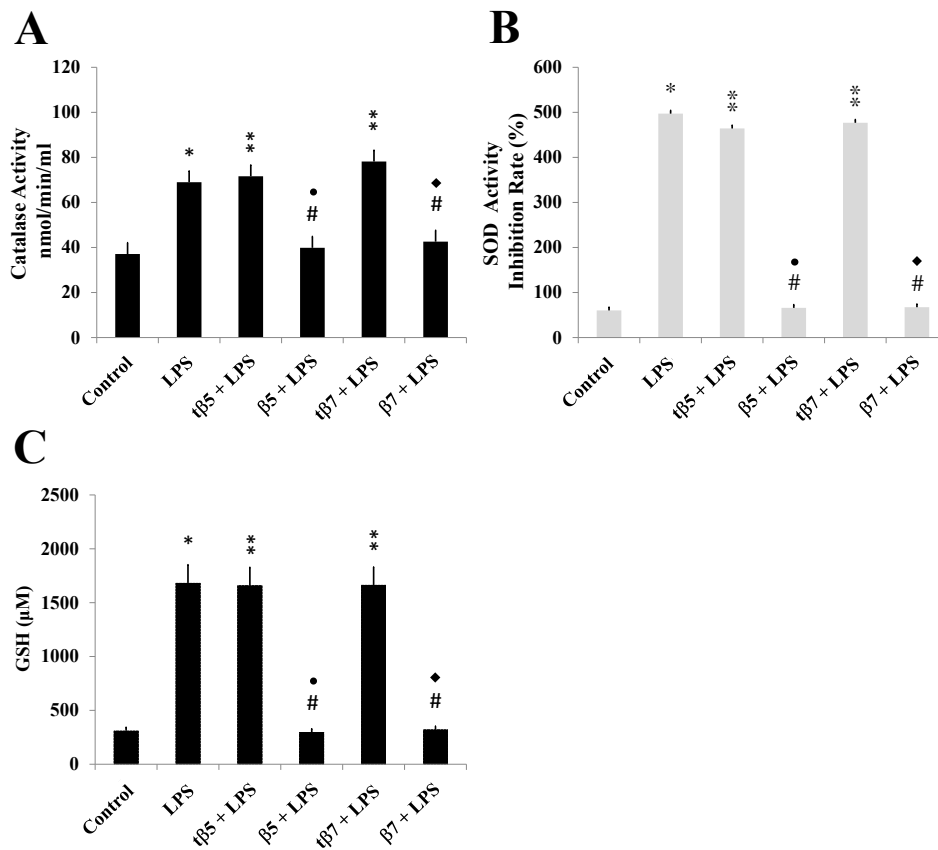 A
Catalase Activity
nmol/min/ml
120
100
80
60
40
20
0
*
**
●
#
**
◆
#
Control
LPS
tβ5 + LPS
β5 + LPS
tβ7 + LPS
β7 + LPS
B
SOD Activity
Inhibition Rate (%)
600
500
400
300
200
100
0
*
**
●
#
**
◆
#
Control
LPS
tβ5 + LPS
β5 + LPS
tβ7 + LPS
β7 + LPS
C
GSH (µM)
2500
2000
1500
1000
500
0
*
**
●
#
**
◆
#
Control
LPS
tβ5 + LPS
β5 + LPS
tβ7 + LPS
β7 + LPS